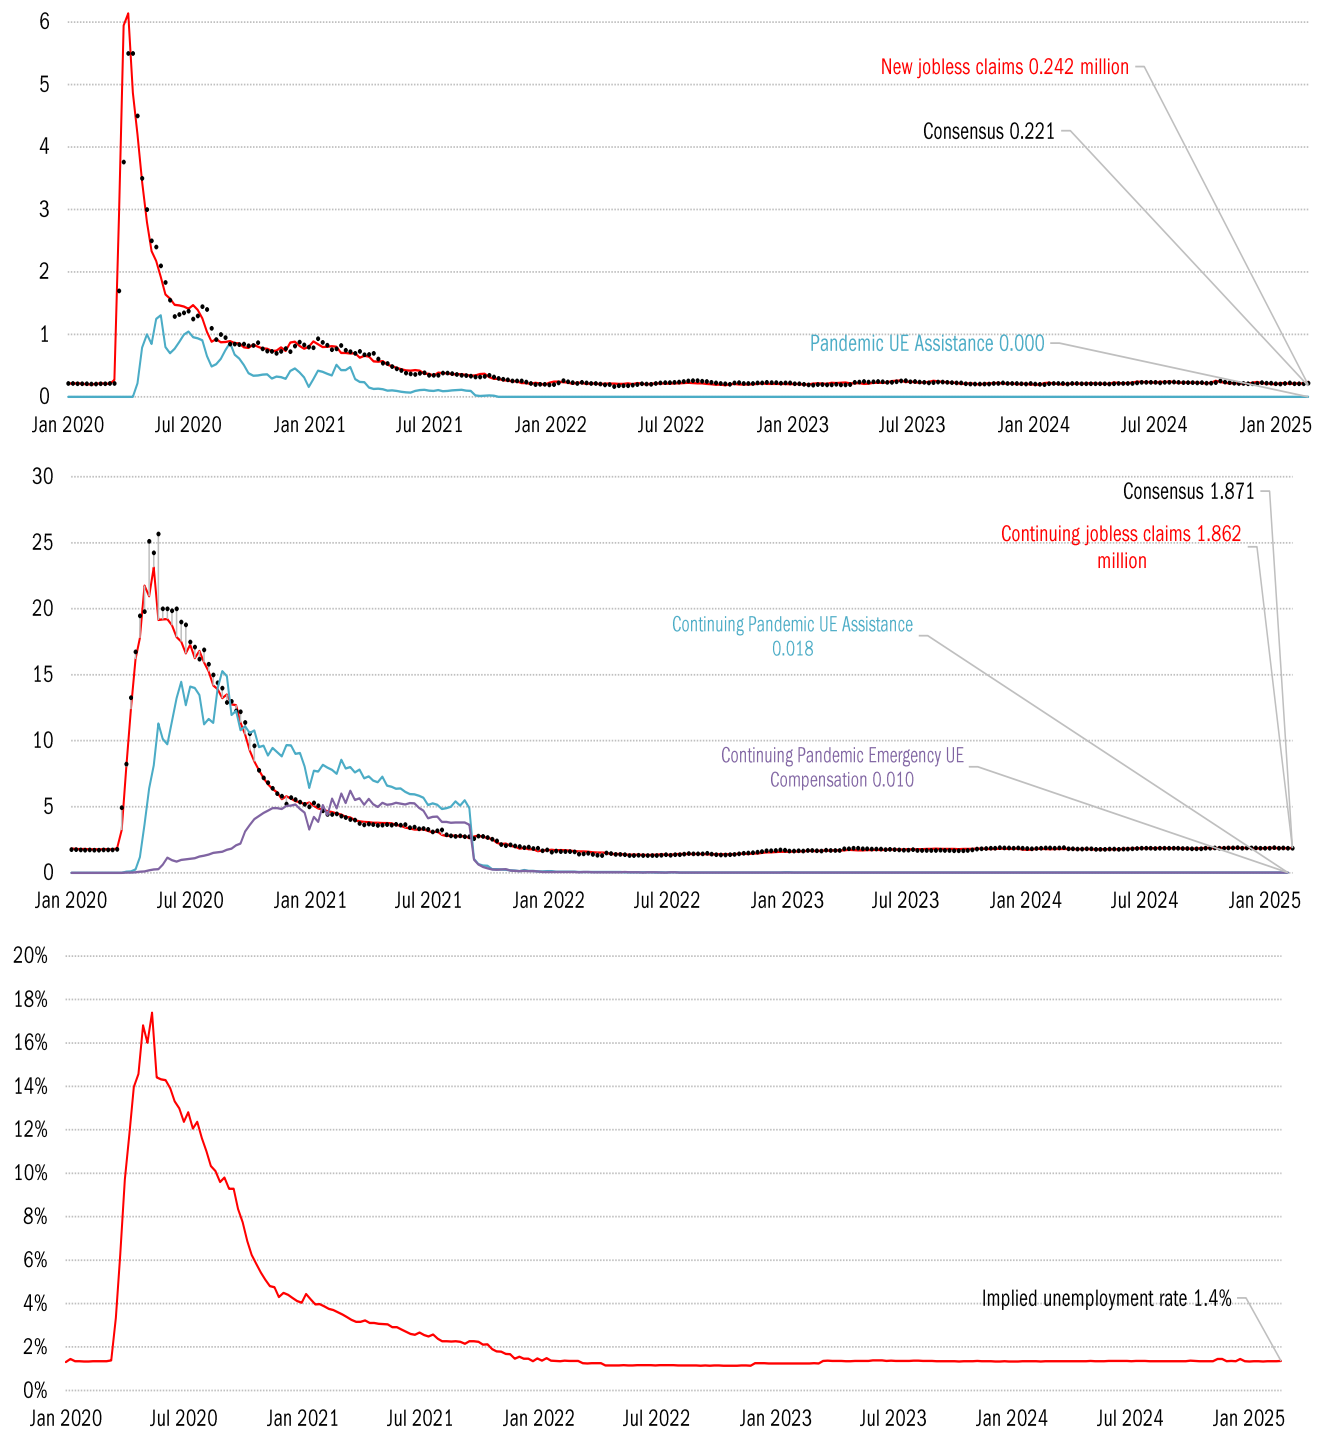 6
New jobless claims 0.242 million
5
Consensus 0.221
4
3
2
1
Pandemic UE Assistance 0.000
0
Jan 2020 Jul 2020 Jan 2021 Jul 2021 Jan 2022 Jul 2022 Jan 2023 Jul 2023 Jan 2024 Jul 2024 Jan 2025
30
Consensus 1.871
Continuing jobless claims 1.862
million
25
20
Continuing Pandemic UE Assistance
0.018
15
10
Continuing Pandemic Emergency UE
Compensation 0.010
5
0
Jan 2020 Jul 2020 Jan 2021 Jul 2021 Jan 2022 Jul 2022 Jan 2023 Jul 2023 Jan 2024 Jul 2024 Jan 2025
20%
18%
16%
14%
12%
10%
8%
6%
4%
Implied unemployment rate 1.4%
2%
0%
Jan 2020 Jul 2020 Jan 2021 Jul 2021 Jan 2022 Jul 2022 Jan 2023 Jul 2023 Jan 2024 Jul 2024 Jan 2025